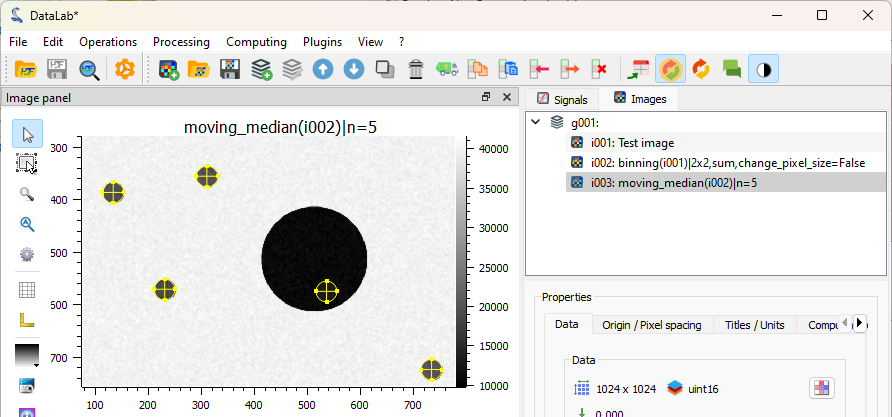 DataLab*
File Edit Operations Processing Computing Plugins View ?
Image panel
moving_median(i002)|n=5
300
400
500
500
700
100 200 300 400 500 600 700
40000
35000
30000
25000
20000
15000
10000
Signals Images
g001:
i001: Test image
i002: binning(i001)|2x2,sum,change_pixel_size=False
i003: moving_median(i002)|n=5
Properties
Data Origin / Pixel spacing Titles / Units
Data
1024 x 1024 uint16
0.000